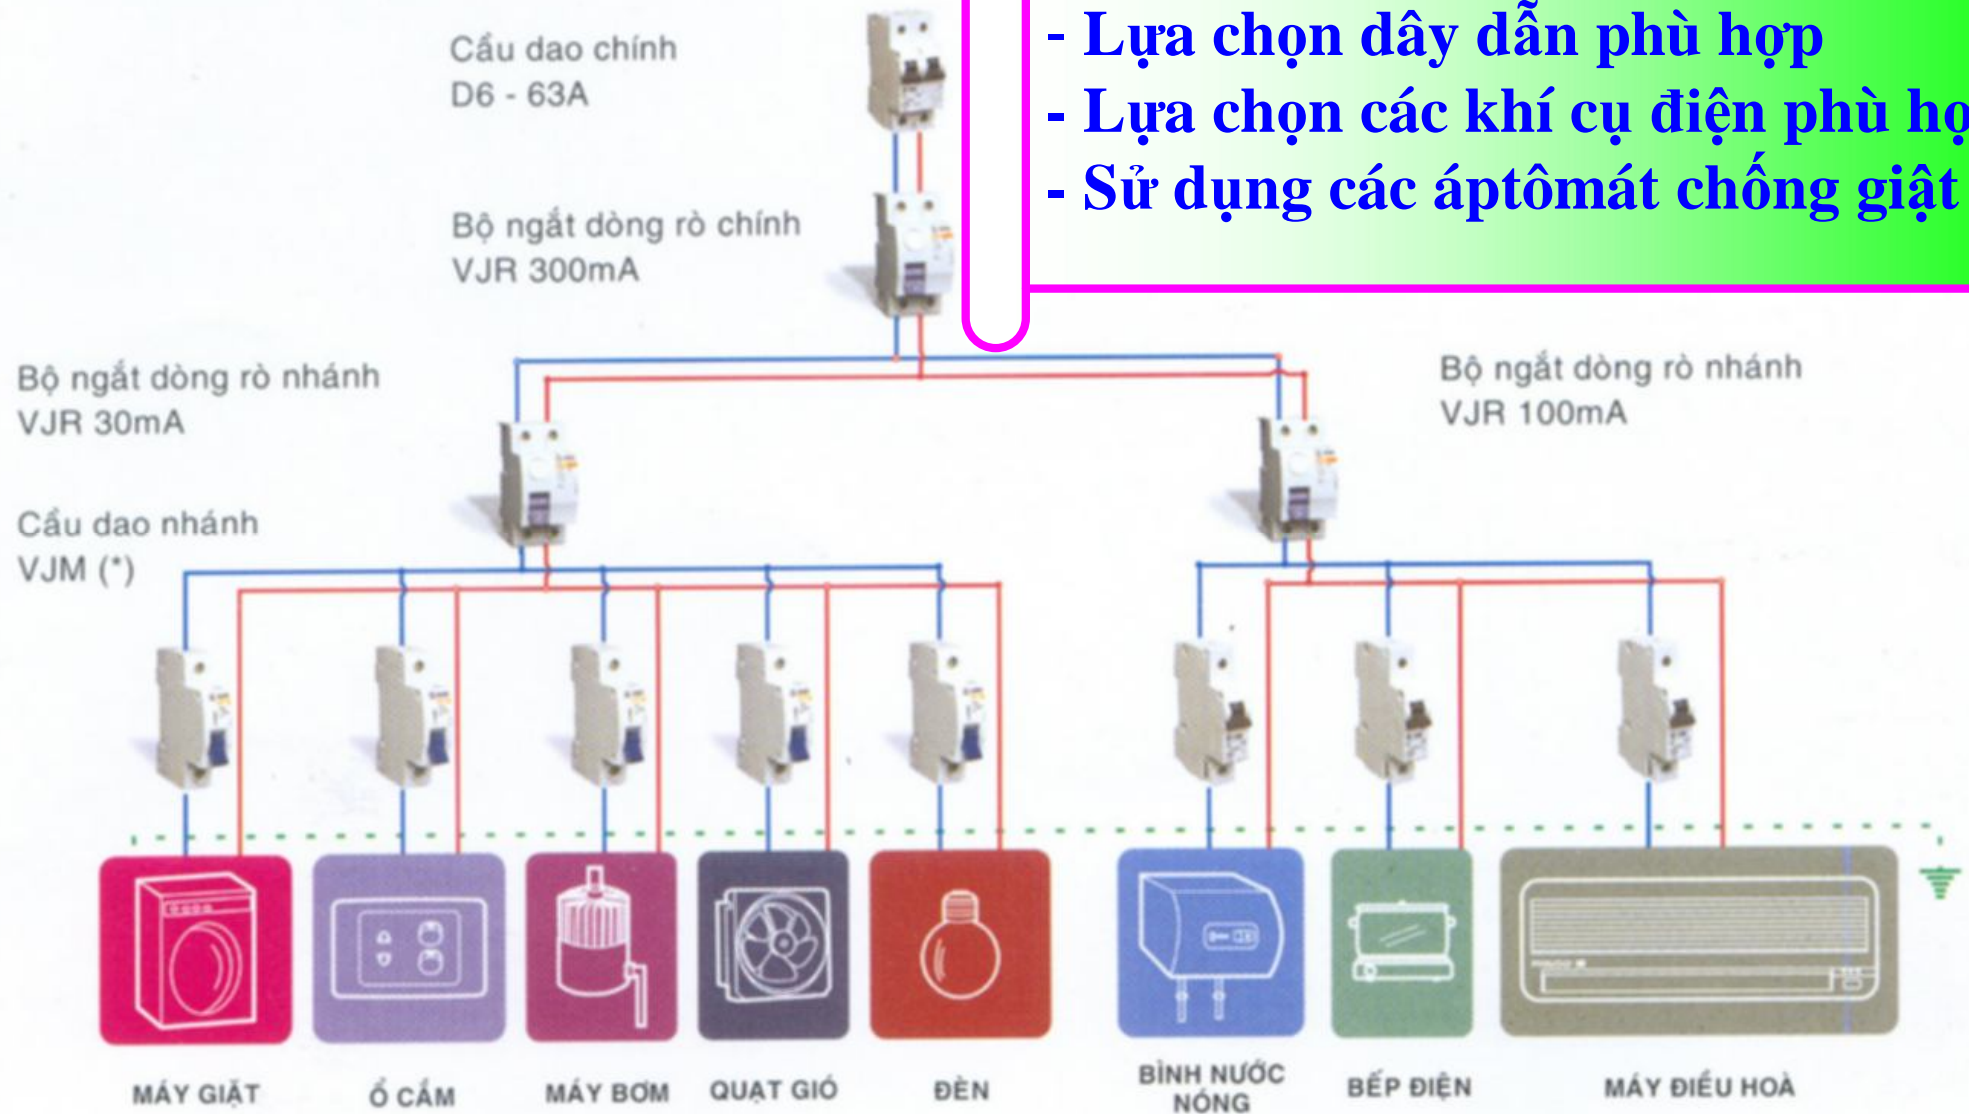 Cầu dao chính
D6 - 63A
- Lựa chọn dây dẫn phù hợp
- Lựa chọn các khí cụ điện phù hợ
- Sử dụng các áptômát chống giật
Bộ ngắt dòng rò chính
VJR 300mA
Bộ ngắt dòng rò nhánh
VJR 30mA
Bộ ngắt dòng rò nhánh
VJR 100mA
Cầu dao nhánh
VJM (*)
MÁY GIẶT
Ổ CẮM
MÁY BƠM
QUẠT GIÓ
ĐÈN
BÌNH NƯỚC
NÓNG
BẾP ĐIỆN
MÁY ĐIỀU HOÀ